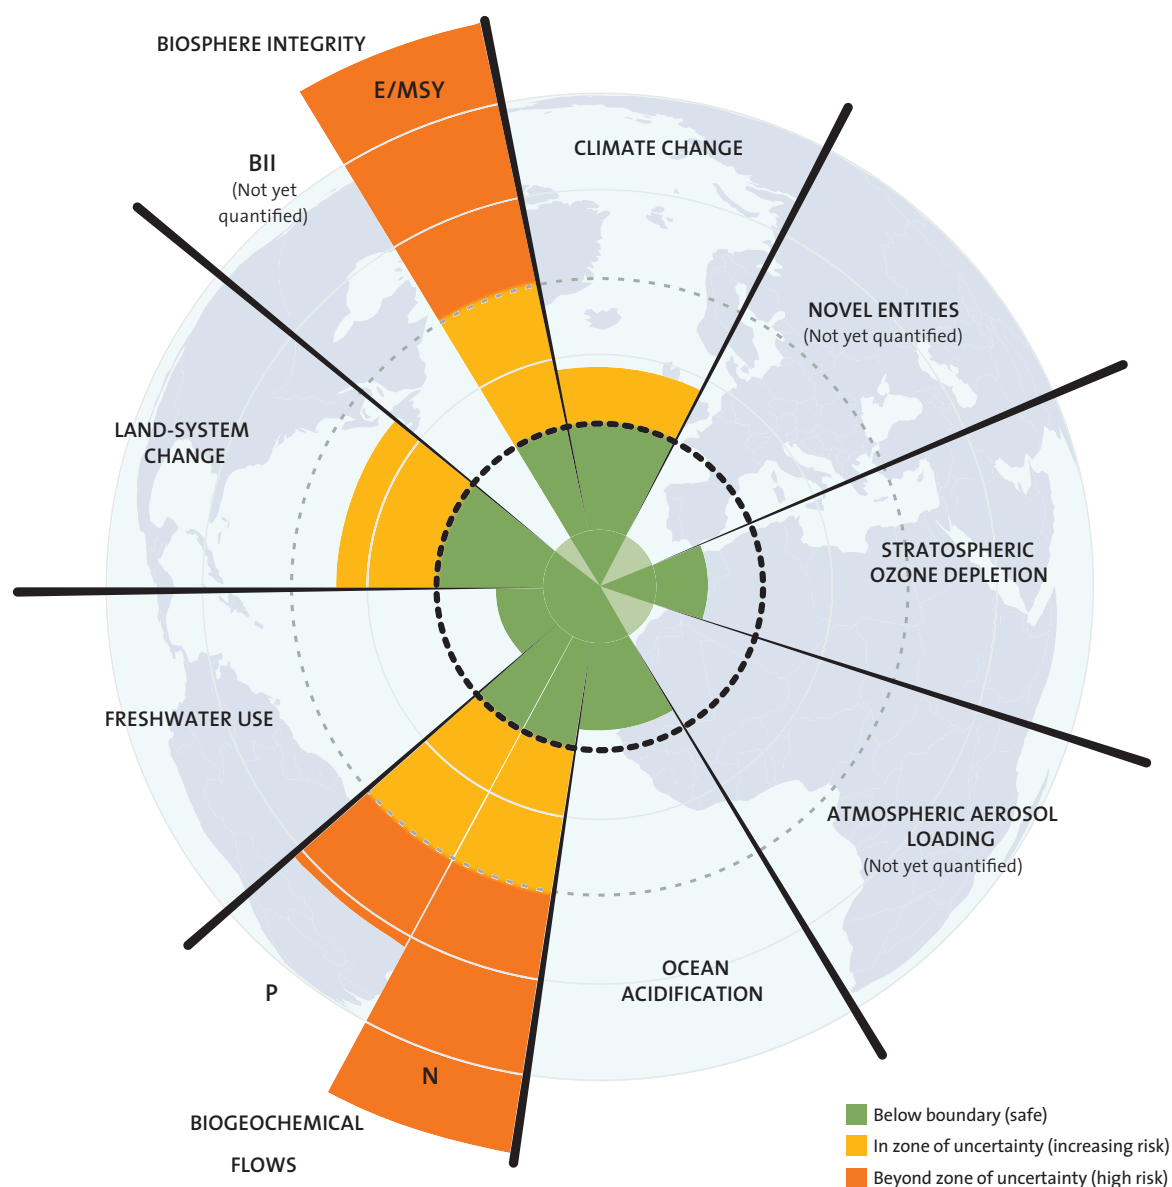 BIOSPHERE INTEGRITY
E/MSY
BII
(Not yet
quantified)
CLIMATE CHANGE
NOVEL ENTITIES
(Not yet quantified)
LAND-SYSTEM
CHANGE
STRATOSPHERIC
OZONE DEPLETION
FRESHWATER USE
ATMOSPHERIC AEROSOL
LOADING
(Not yet quantified)
P
OCEAN
ACIDIFICATION
N
BIOGEOCHEMICAL
FLOWS
Below boundary (safe)
In zone of uncertainty (increasing risk)
Beyond zone of uncertainty (high risk)